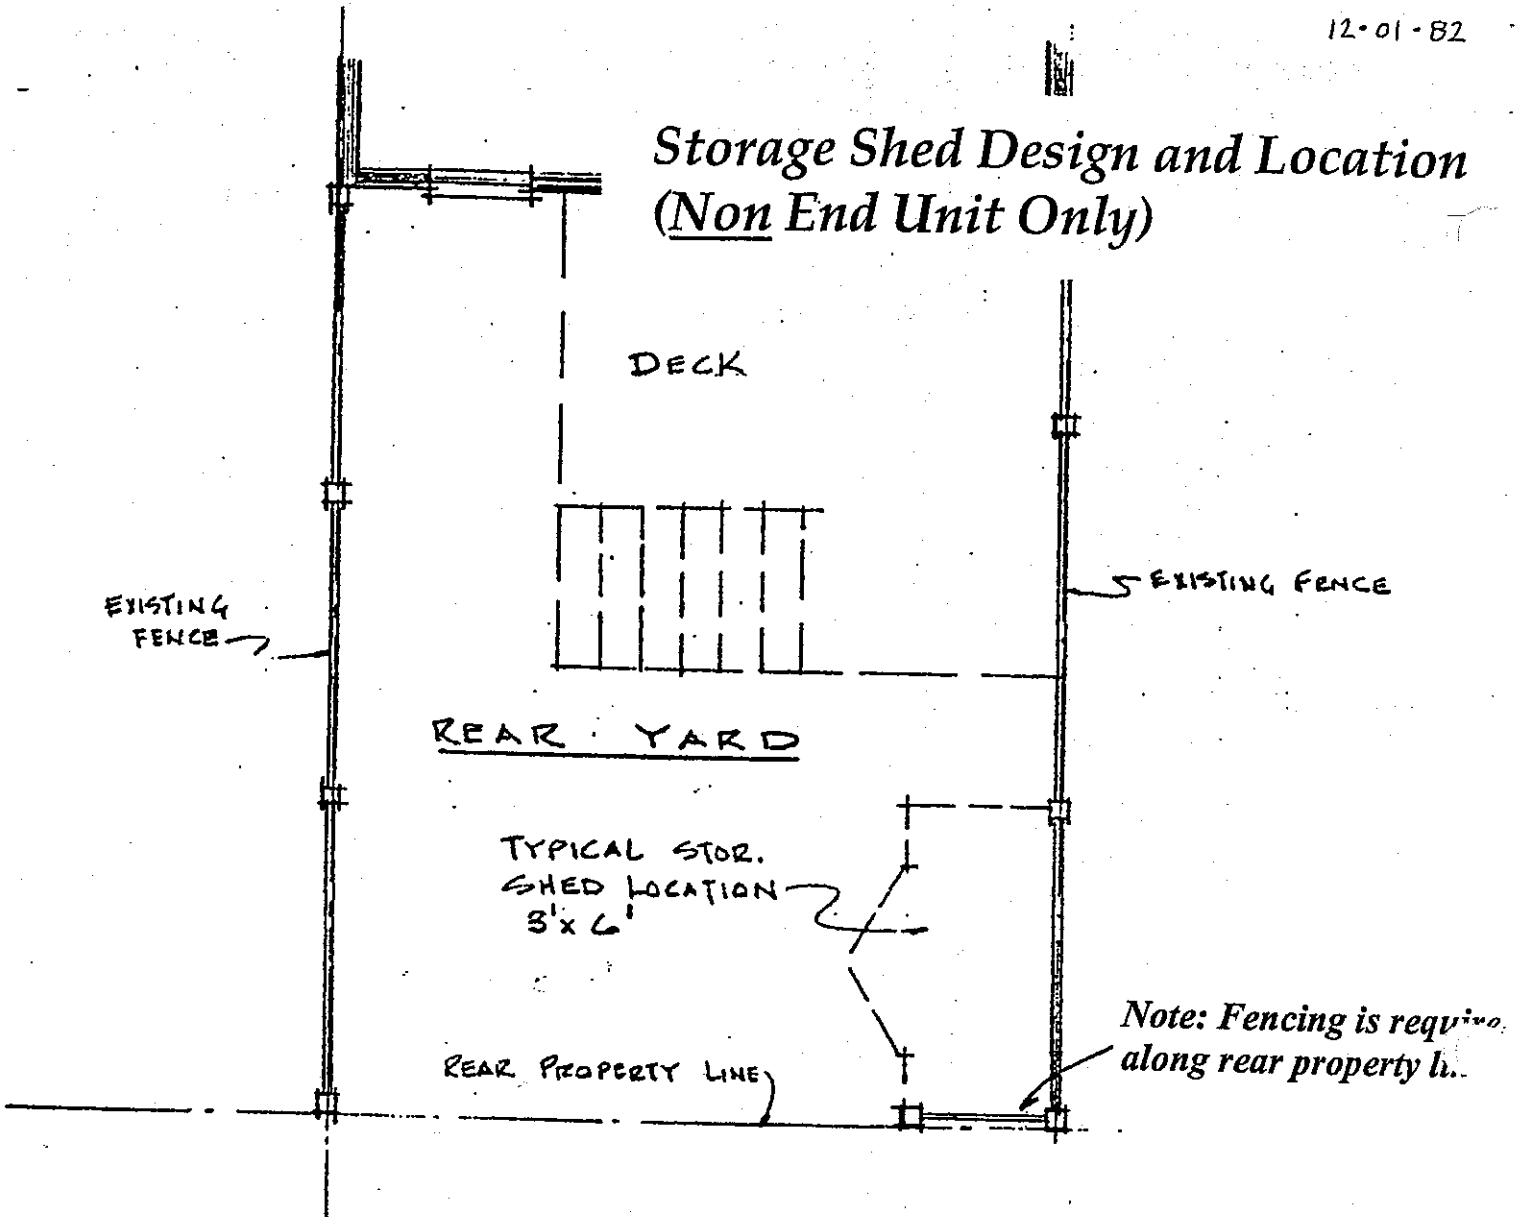 12-01-82
Storage Shed Design and Location
(Non End Unit Only)
DECK
EXISTING
FENCE
EXISTING FENCE
REAR YARD
TYPICAL STOR.
SHED LOCATION
3'x 6'
Note: Fencing is
along rear property
REAR PROPERTY LINE